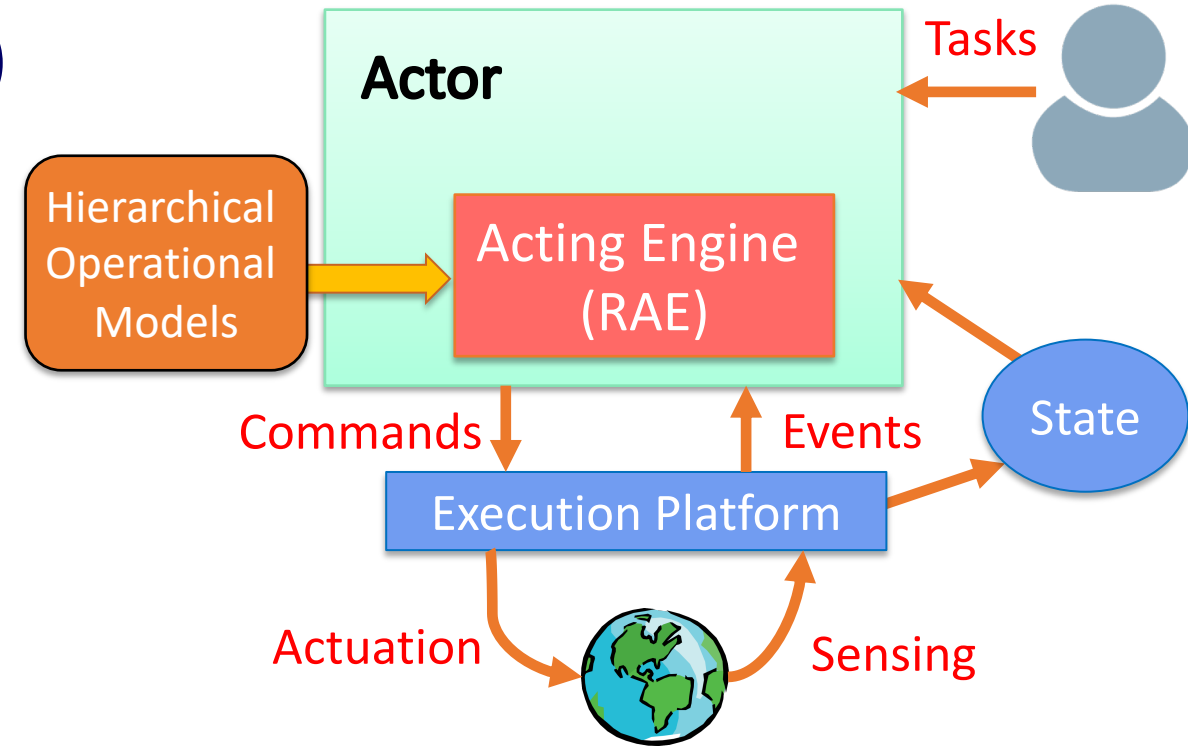 Tasks
Actor
Hierarchical
Operational
Models
Acting Engine
(RAE)
State
Commands
Events
Execution Platform
Actuation
Sensing